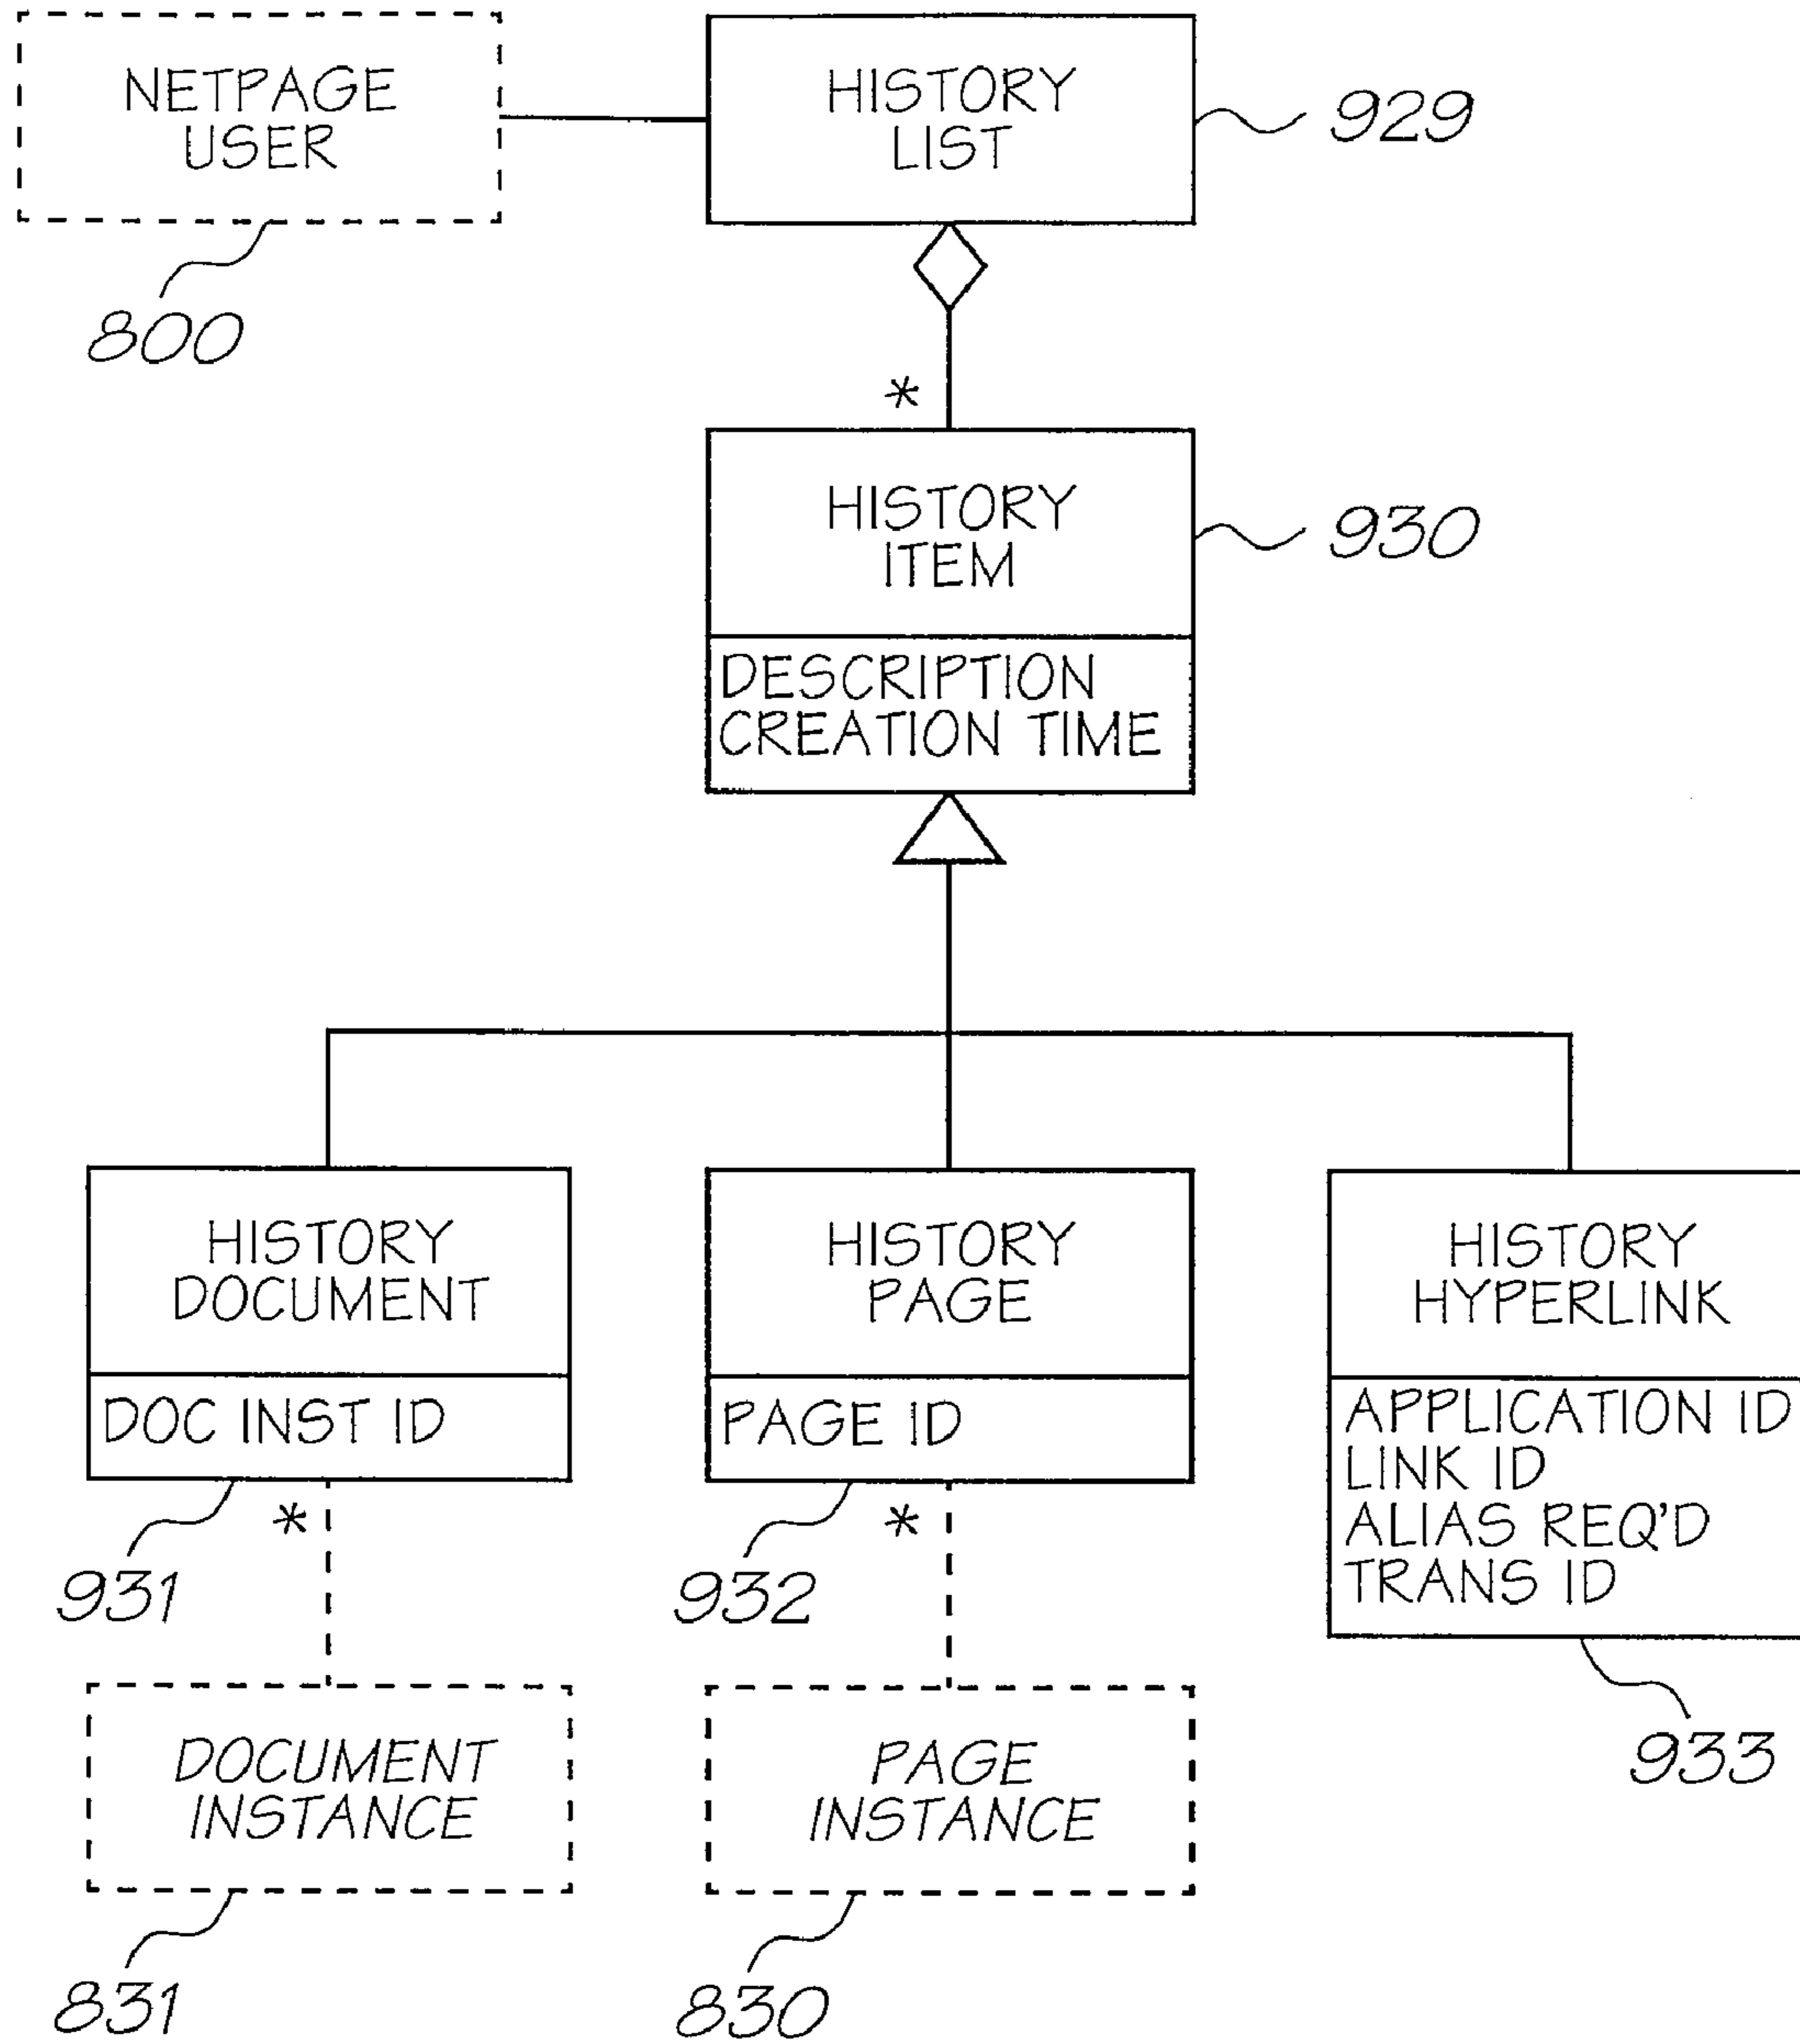 NETPAGE
USER
800
HISTORY
LIST
929
*
HISTORY
ITEM
930
DESCRIPTION
CREATION TIME
HISTORY
DOCUMENT
DOC INST ID
931
*
HISTORY
PAGE
PAGE ID
932
*
HISTORY
HYPERLINK
APPLICATION ID
LINK ID
ALIAS REQ'D
TRANS ID
933
DOCUMENT
INSTANCE
831
PAGE
INSTANCE
830